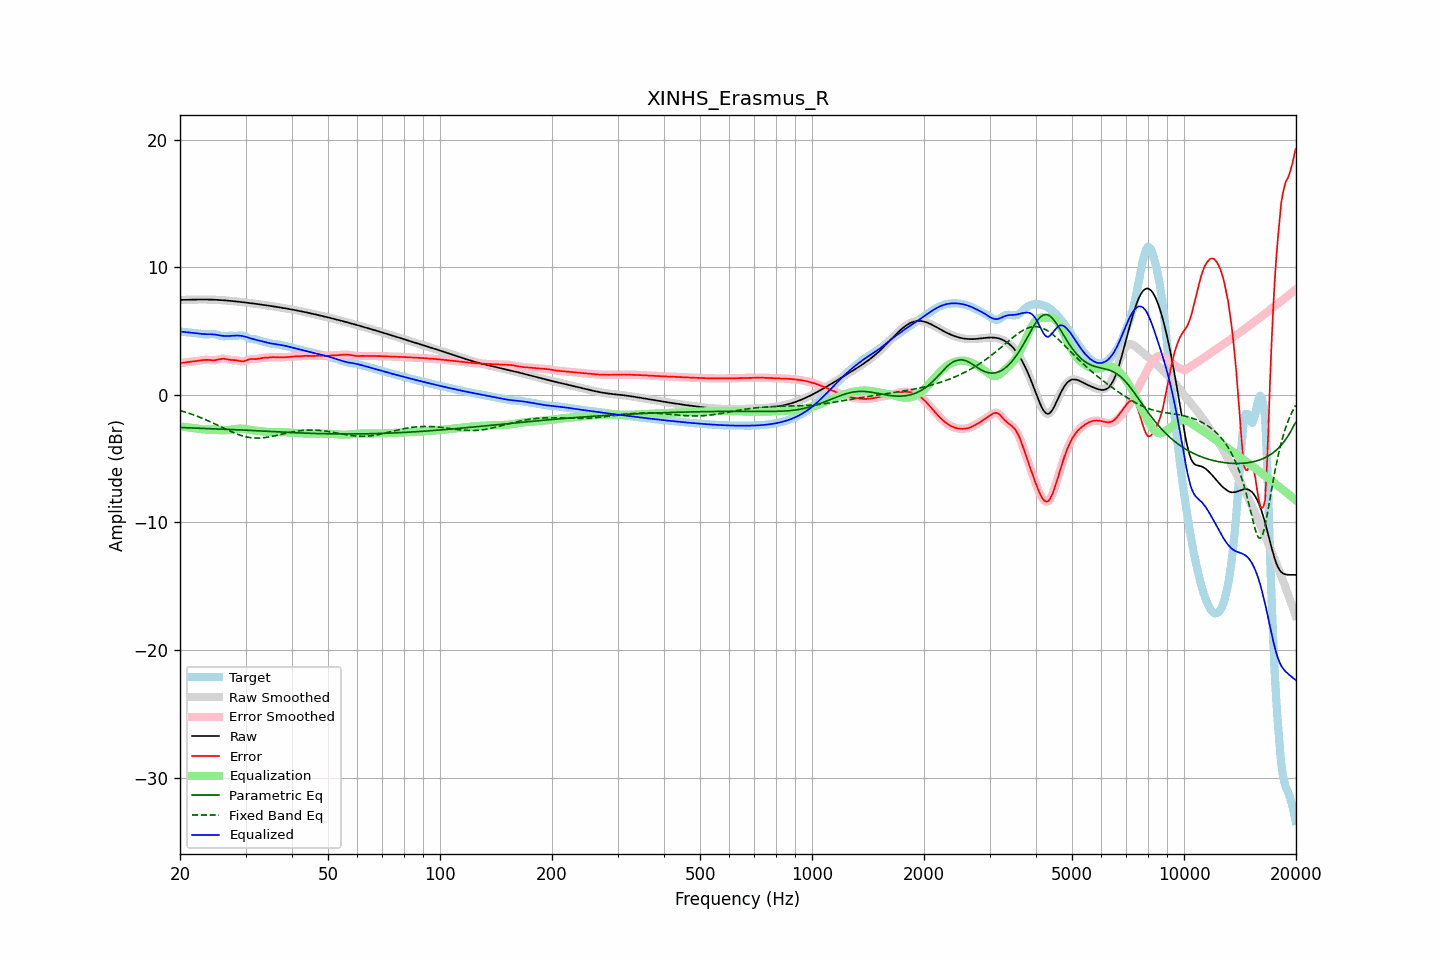 XINHS_Erasmus_R
Amplitude (dBr)
20
10
0
−10
−20
−30
Target
Raw Smoothed
Error Smoothed
Raw
Error
Equalization
Parametric Eq
Fixed Band Eq
Equalized
20 50 100 200 500 1000 2000 5000 10000 20000
Frequency (Hz)